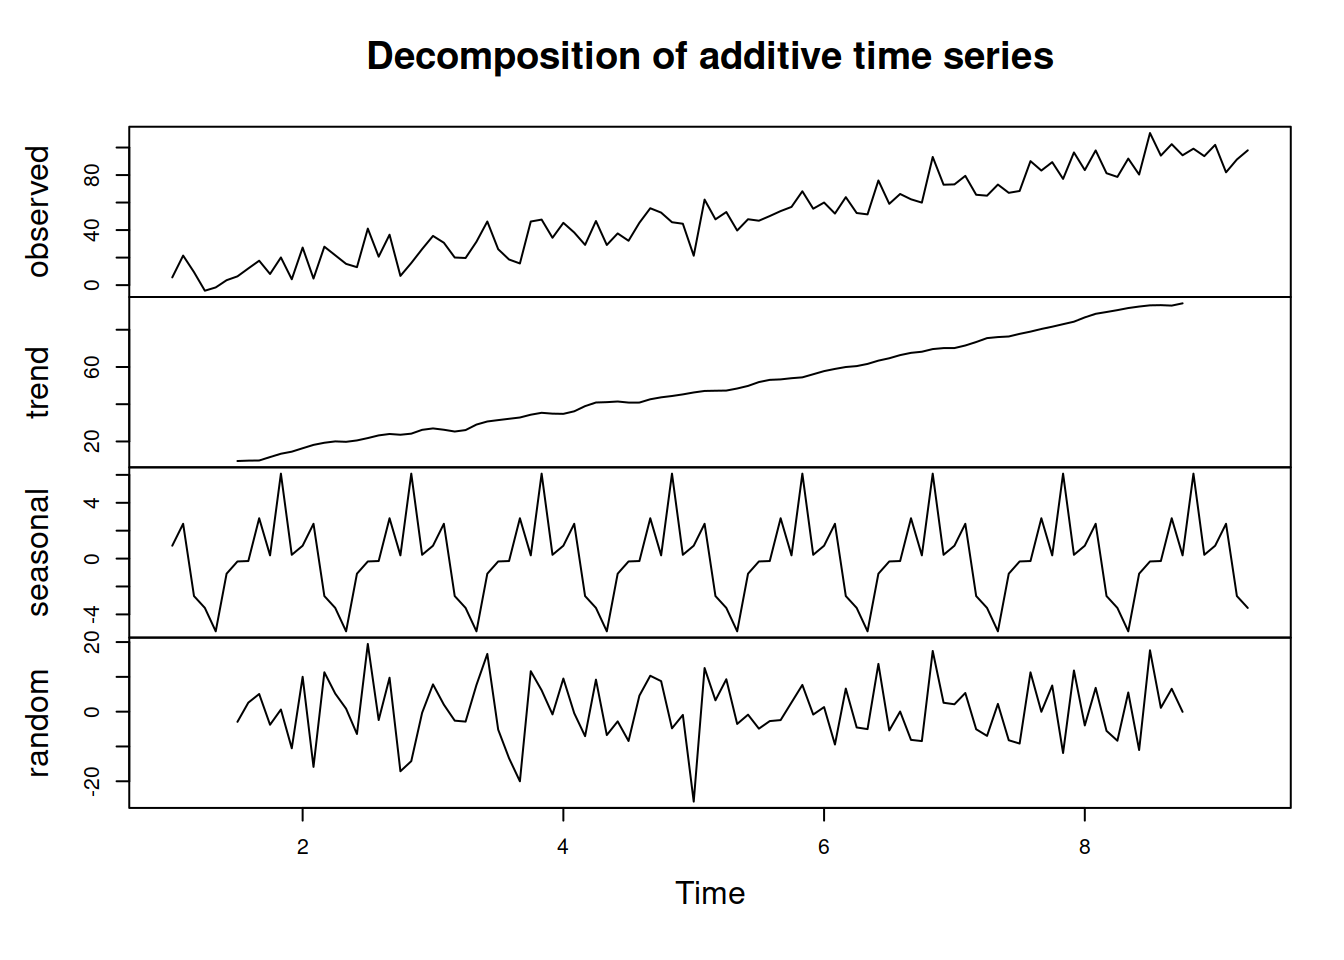 Decomposition of additive time series
observed
0 40 80
trend
20 60
seasonal
-4 0 4
random
-20 0 20
2 4 6 8
Time